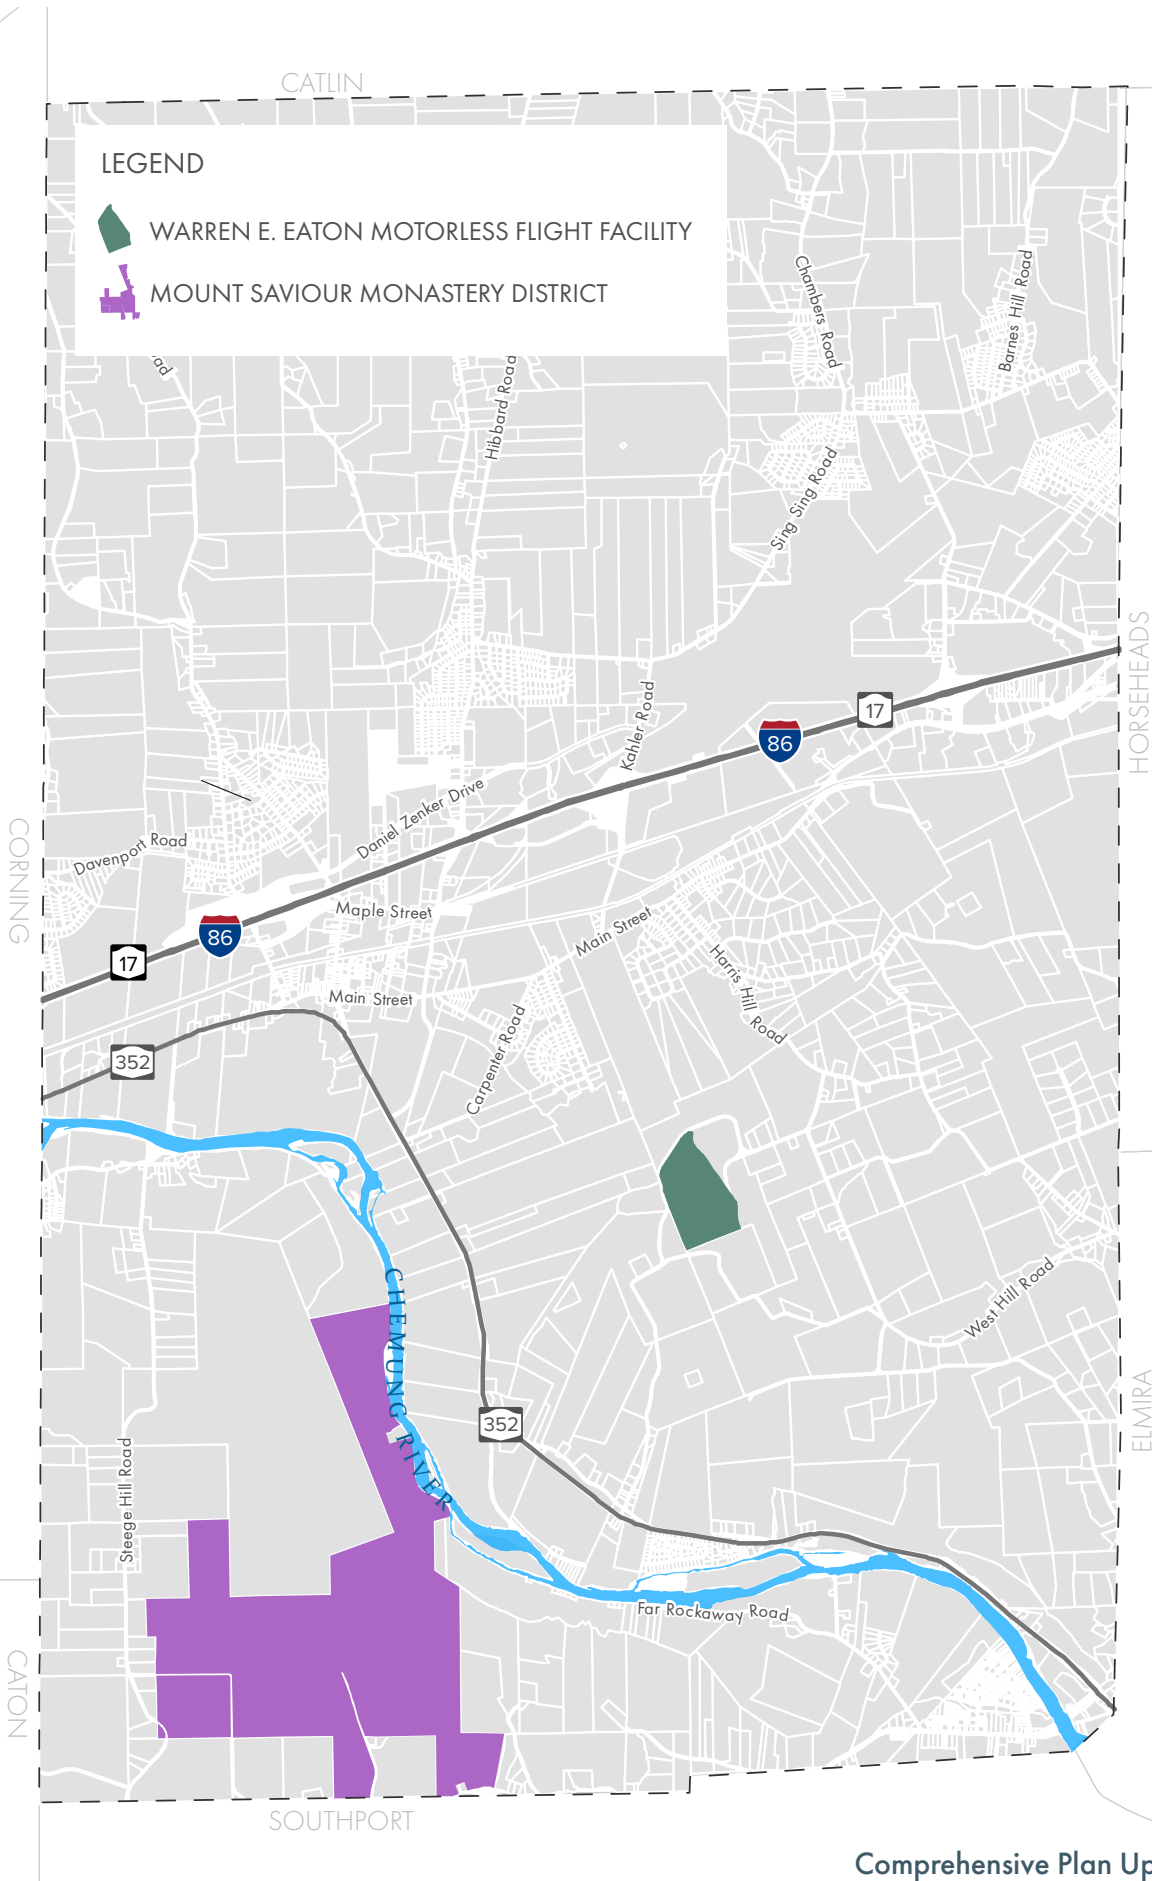 CATLIN
LEGEND
WARREN E. EATON MOTORLESS FLIGHT FACILITY
MOUNT SAVIOUR MONASTERY DISTRICT
Chambers Road
Barnes Hill Road
ad
Hibbard Road
Sing Sing Road
HORSEHEADS
Kahler Road
17
86
Daniel Zenker Drive
Davenport Road
CORNING
Maple Street
86
Main Street
17
Harris Hill Road
Main Street
Carpenter Road
352
CHEMUNG RIVER
West Hill Road
ELMIRA
352
Steege Hill Road
Far Rockaway Road
CATON
SOUTHPORT
Comprehensive Plan Up